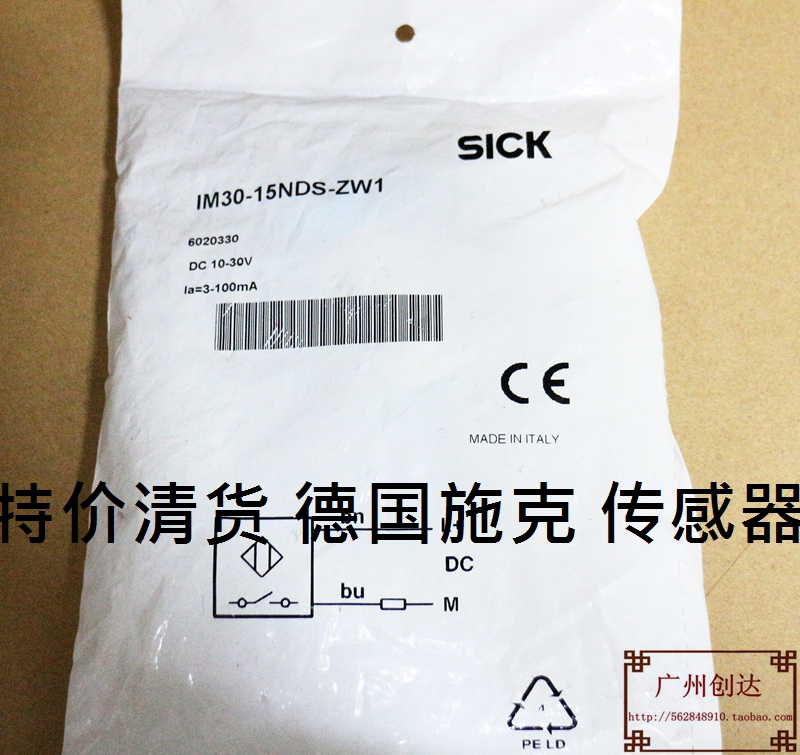 SICK
IM30-15NDS-ZW1
6020330
DC 10-30V
Ia=3-100mA
CE
MADE IN ITALY
特价清货 德国施克 传感器
L+
DC
bu
M
4
PE LD
广州创达
http://562848910.taobao.com